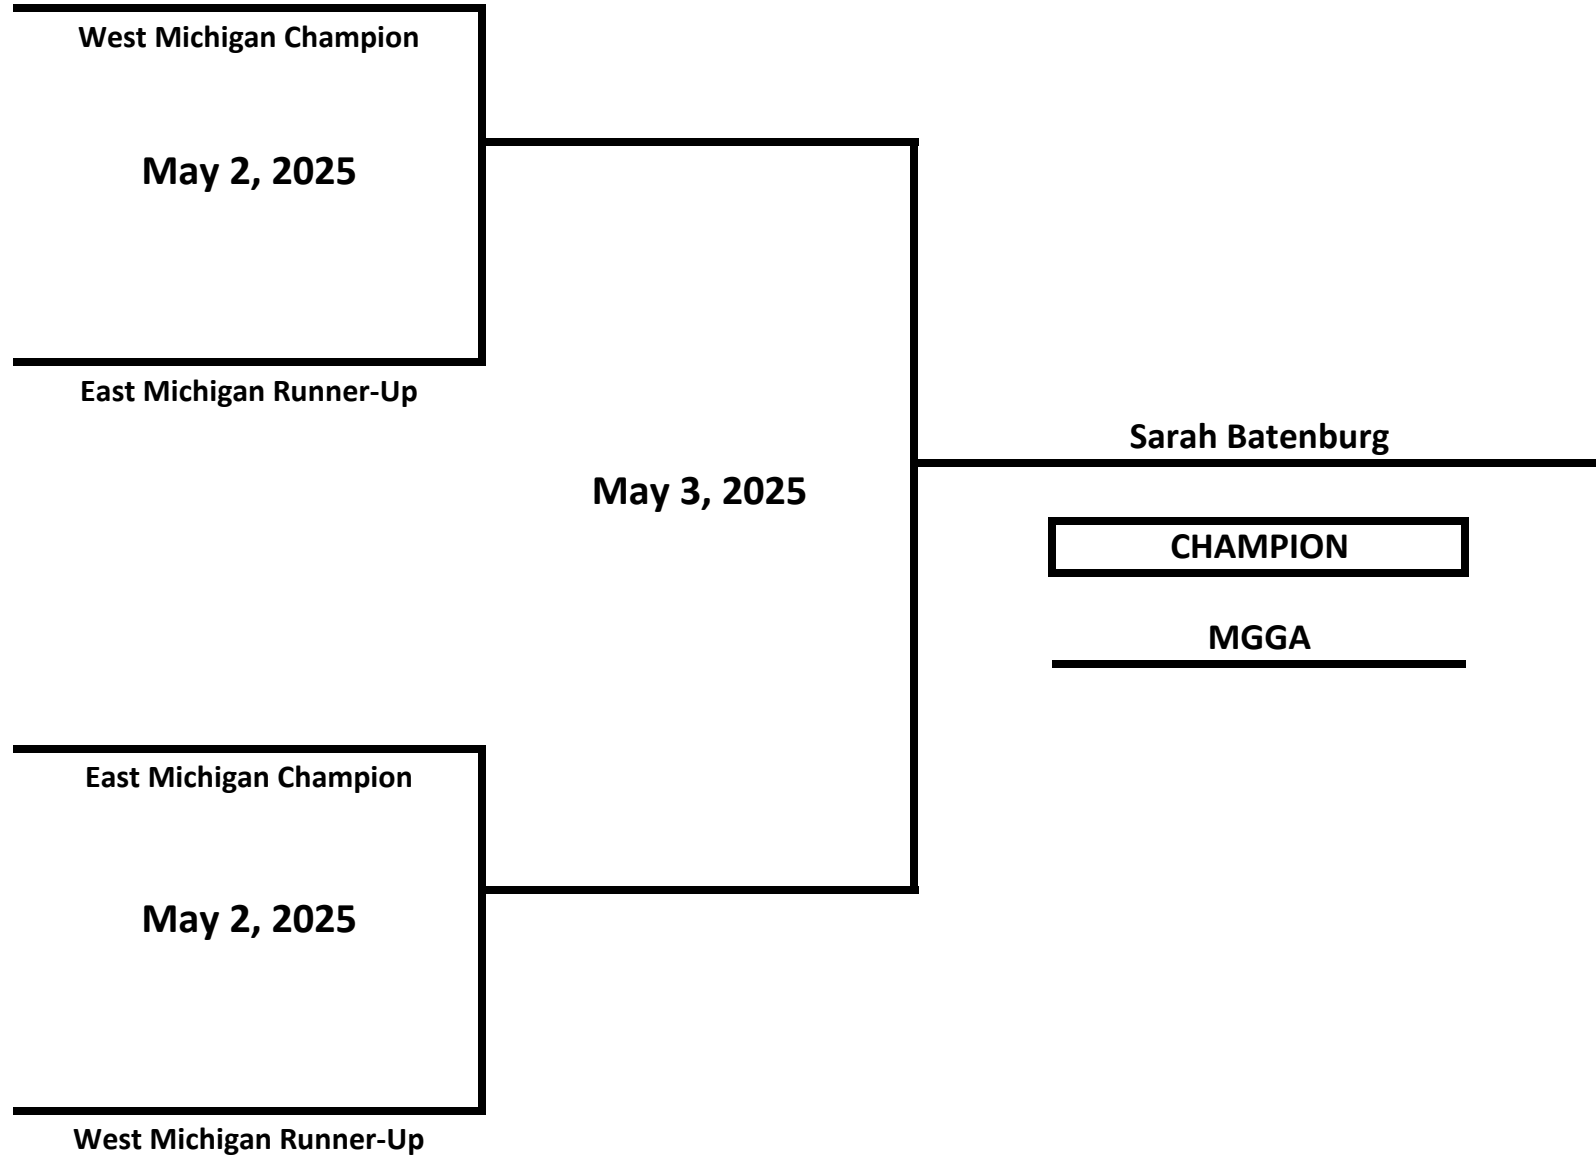 West Michigan Champion
May 2, 2025
East Michigan Runner-Up
Sarah Batenburg
May 3, 2025
CHAMPION
MGGA
East Michigan Champion
May 2, 2025
West Michigan Runner-Up